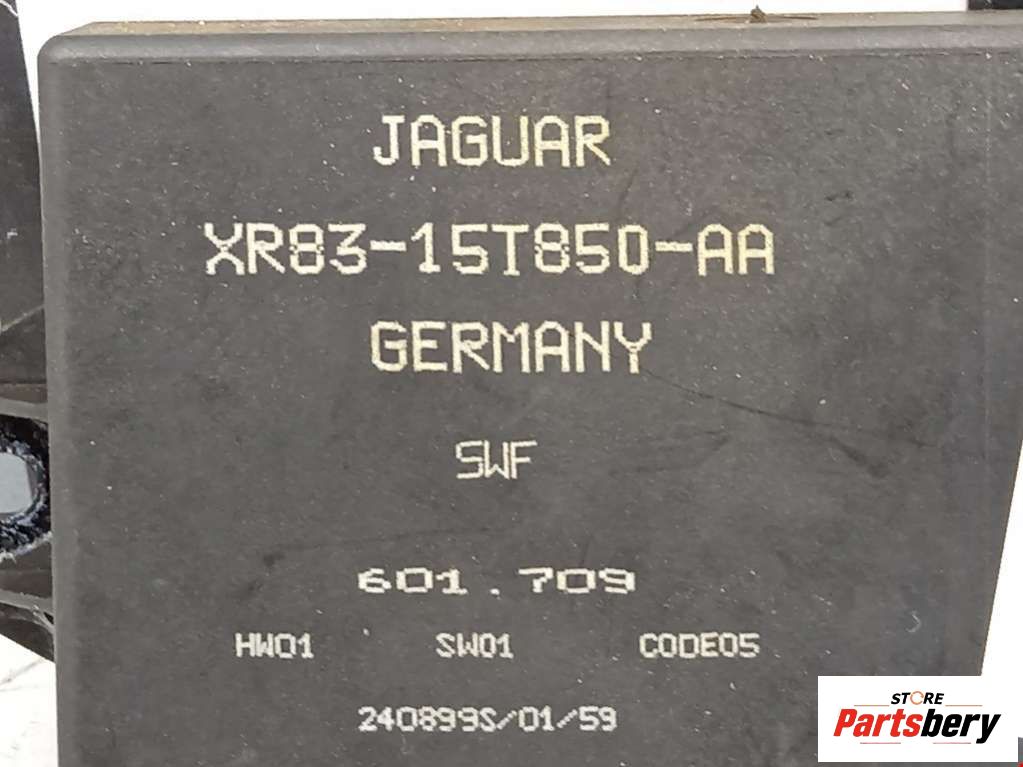 JAGUAR
XR83-15T850-AA
GERMANY
SWF
601.709
HW01 SW01 CODE05
240899S/01/59
STORE
Partsbery